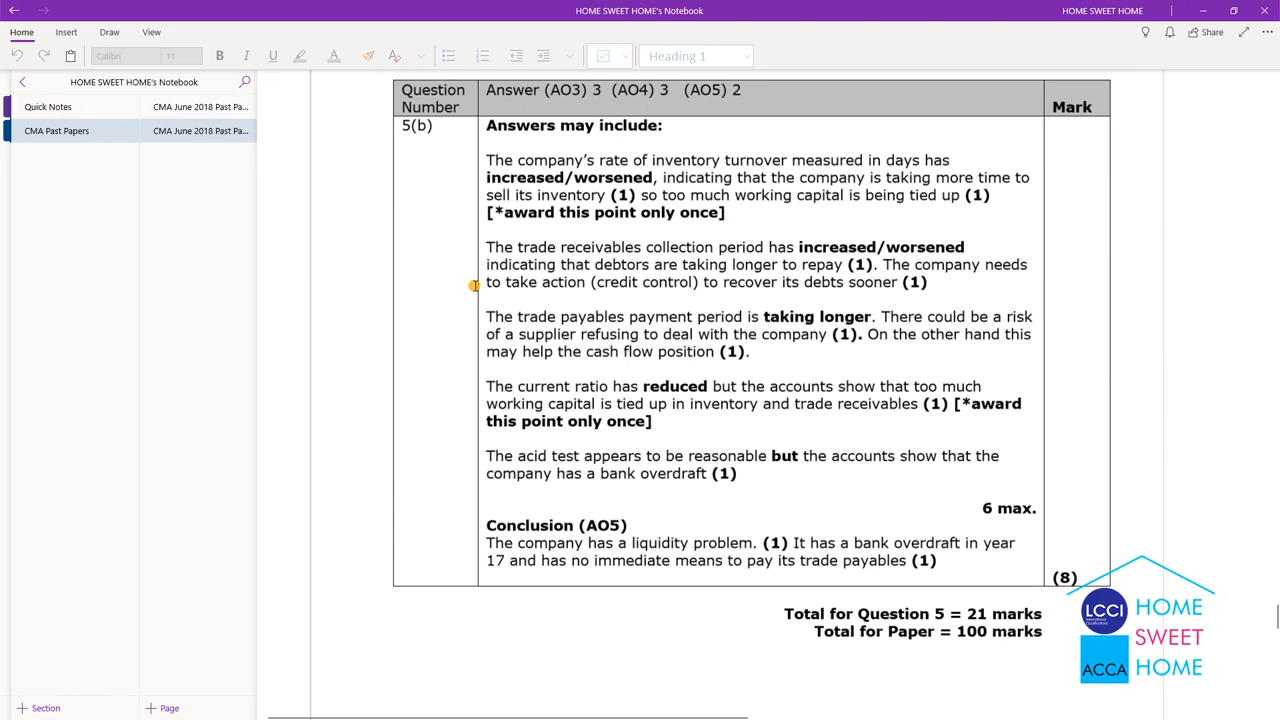 HOME SWEET HOME's Notebook
HOME SWEET HOME
Home Insert Draw View
Share
Calibri 11 B I U A Heading 1
HOME SWEET HOME's Notebook
Quick Notes
CMA Past Papers
CMA June 2018 Past Pa...
CMA June 2018 Past Pa...
Question Number
Answer (AO3) 3 (AO4) 3 (AO5) 2
Mark
5(b)
Answers may include:
The company's rate of inventory turnover measured in days has
increased/worsened, indicating that the company is taking more time to
sell its inventory (1) so too much working capital is being tied up (1)
[*award this point only once]
The trade receivables collection period has increased/worsened
indicating that debtors are taking longer to repay (1). The company needs
to take action (credit control) to recover its debts sooner (1)
The trade payables payment period is taking longer. There could be a risk
of a supplier refusing to deal with the company (1). On the other hand this
may help the cash flow position (1).
The current ratio has reduced but the accounts show that too much
working capital is tied up in inventory and trade receivables (1) [*award
this point only once]
The acid test appears to be reasonable but the accounts show that the
company has a bank overdraft (1)
6 max.
Conclusion (AO5)
The company has a liquidity problem. (1) It has a bank overdraft in year
17 and has no immediate means to pay its trade payables (1)
(8)
Total for Question 5 = 21 marks
Total for Paper = 100 marks
LCCI
International Qualifications
ACCA
HOME
SWEET
HOME
+ Section
+ Page